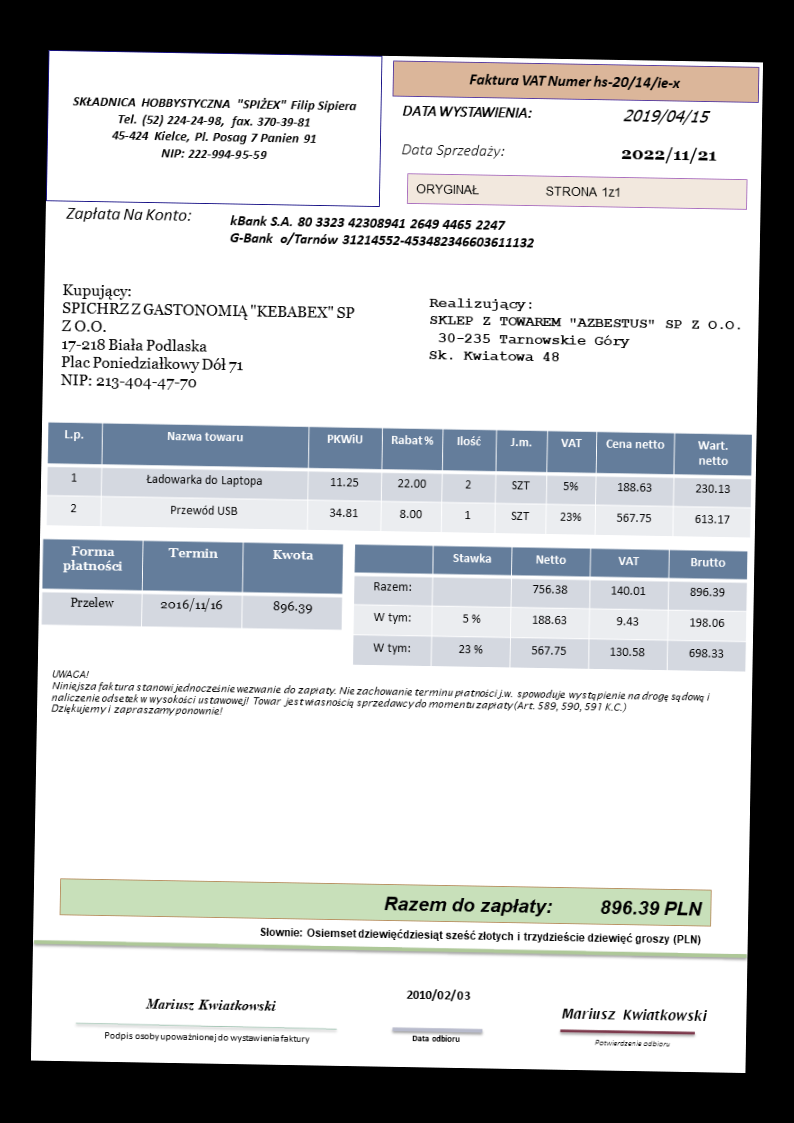 SKŁADNICA HOBBYSTYCZNA "SPIŻEX" Filip Sipiera
Tel. (52) 224-24-98, fax. 370-39-81
45-424 Kielce, Pl. Posag 7 Panien 91
NIP: 222-994-95-59
Faktura VAT Numer hs-20/14/ie-x
DATA WYSTAWIENIA: 2019/04/15
Data Sprzedaży: 2022/11/21
ORYGINAŁ STRONA 1z1
Zapłata Na Konto:
kBank S.A. 80 3323 42308941 2649 4465 2247
G-Bank o/Tarnów 31214552-453482346603611132
Kupujący:
SPICHRZ Z GASTONOMIĄ "KEBABEX" SP
Z O.O.
17-218 Biała Podlaska
Plac Poniedziałkowy Dół 71
NIP: 213-404-47-70
Realizujący:
SKLEP Z TOWAREM "AZBESTUS" SP Z O.O.
30-235 Tarnowskie Góry
Sk. Kwiatowa 48
L.p. Nazwa towaru PKWiU Rabat % Ilość J.m. VAT Cena netto Wart. netto
1 Ładowarka do Laptopa 11.25 22.00 2 SZT 5% 188.63 230.13
2 Przewód USB 34.81 8.00 1 SZT 23% 567.75 613.17
Forma płatności Termin Kwota
Przelew 2016/11/16 896.39
Stawka Netto VAT Brutto
Razem: 756.38 140.01 896.39
W tym: 5 % 188.63 9.43 198.06
W tym: 23 % 567.75 130.58 698.33
UWAGA!
Niniejsza faktura stanowi jednocześnie wezwanie do zapłaty. Nie zachowanie terminu płatności j.w. spowoduje wystąpienie na drogę sądową i
naliczenie odsetek w wysokości ustawowej! Towar jest własnością sprzedawcy do momentu zapłaty (Art. 589, 590, 591 K.C.)
Dziękujemy i zapraszamy ponownie!
Razem do zapłaty: 896.39 PLN
Słownie: Osiemset dziewięćdziesiąt sześć złotych i trzydzieście dziewięć groszy (PLN)
Mariusz Kwiatkowski
Podpis osoby upoważnionej do wystawienia faktury
2010/02/03
Data odbioru
Mariusz Kwiatkowski
Potwierdzenie odbioru